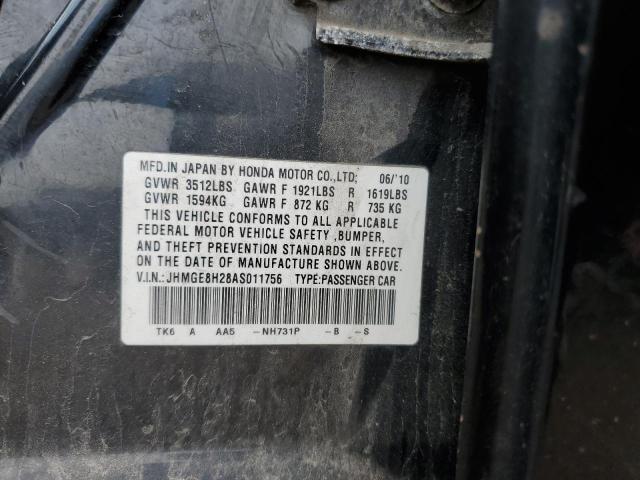 MFD.IN JAPAN BY HONDA MOTOR CO.,LTD; 06/'10
GVWR 3512LBS GAWR F 1921LBS R 1619LBS
GVWR 1594KG GAWR F 872 KG R 735 KG
THIS VEHICLE CONFORMS TO ALL APPLICABLE
FEDERAL MOTOR VEHICLE SAFETY ,BUMPER,
AND THEFT PREVENTION STANDARDS IN EFFECT
ON THE DATE OF MANUFACTURE SHOWN ABOVE.
V.I.N.:JHMGE8H28AS011756 TYPE:PASSENGER CAR
TK6 A AA5 -NH731P -B -S